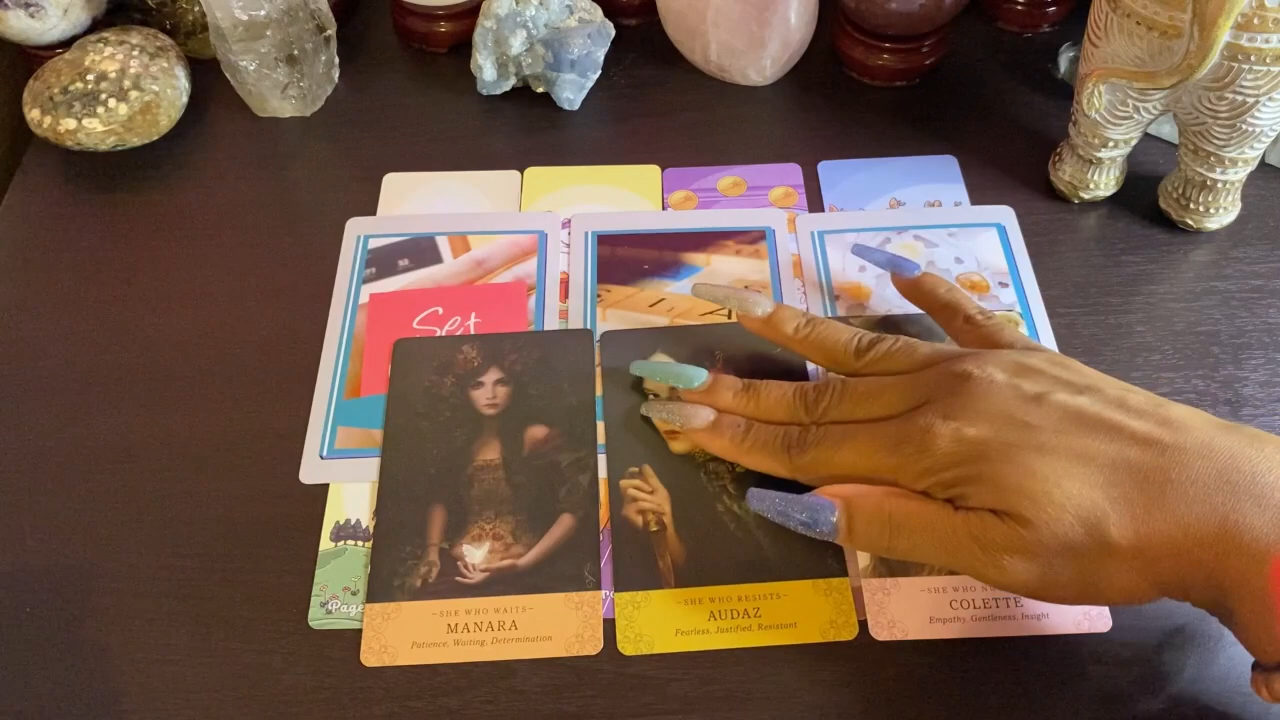 Set
I
A
Page
~SHE WHO WAITS~
MANARA
Patience, Waiting, Determination
~SHE RESISTS~
AUDAZ
Fearless, Justified, Resistant
~SHE WHO
COLETTE
Empathy, Gentleness, Insight